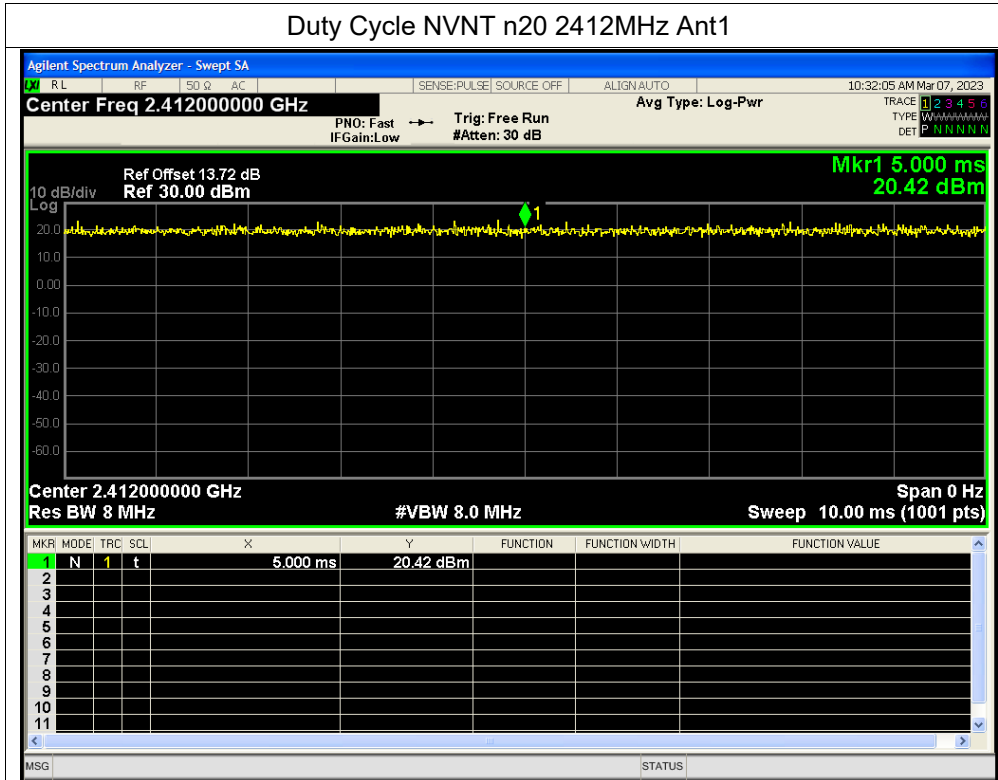 Duty Cycle NVNT n20 2412MHz Ant1
Agilent Spectrum Analyzer - Swept SA
LXI RL RF 50 Ω AC SENSE:PULSE SOURCE OFF ALIGNAUTO 10:32:05 AM Mar 07, 2023
Center Freq 2.412000000 GHz Avg Type: Log-Pwr TRACE 1 2 3 4 5 6
PNO: Fast Trig: Free Run TYPE W
IFGain:Low #Atten: 30 dB DET P N N N N N
Mkr1 5.000 ms
Ref Offset 13.72 dB
10 dB/div Ref 30.00 dBm 20.42 dBm
Log
1
20.0
10.0
0.00
-10.0
-20.0
-30.0
-40.0
-50.0
-60.0
Center 2.412000000 GHz Span 0 Hz
Res BW 8 MHz #VBW 8.0 MHz Sweep 10.00 ms (1001 pts)
MKR MODE TRC SCL X Y FUNCTION FUNCTION WIDTH FUNCTION VALUE
1 N 1 t 5.000 ms 20.42 dBm
2
3
4
5
6
7
8
9
10
11
MSG STATUS